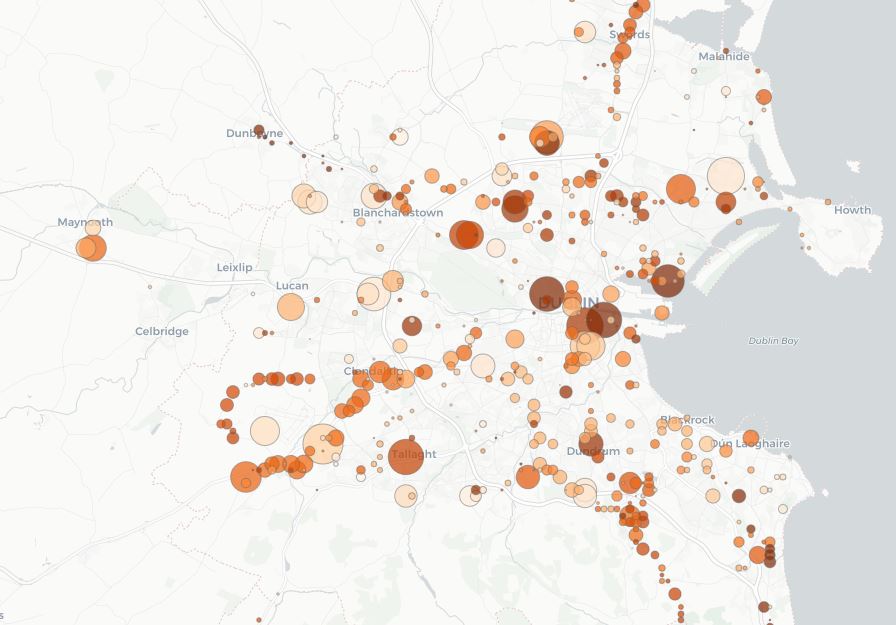 Swords
Malahide
Dunboyne
Blanchardstown
Howth
Maynooth
Leixlip
Lucan
DUBLIN
Celbridge
Dublin Bay
Clondalkin
Blackrock
Dún Laoghaire
Tallaght
Dundrum
s